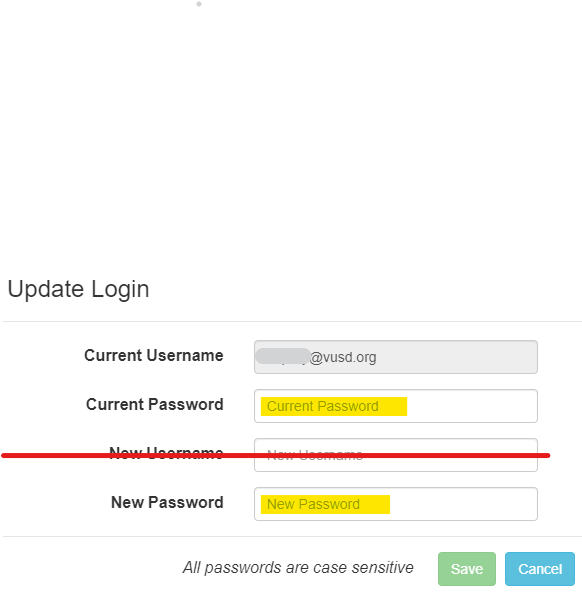 Update Login
Current Username
@vusd.org
Current Password
Current Password
New Username
New Username
New Password
New Password
All passwords are case sensitive
Save
Cancel